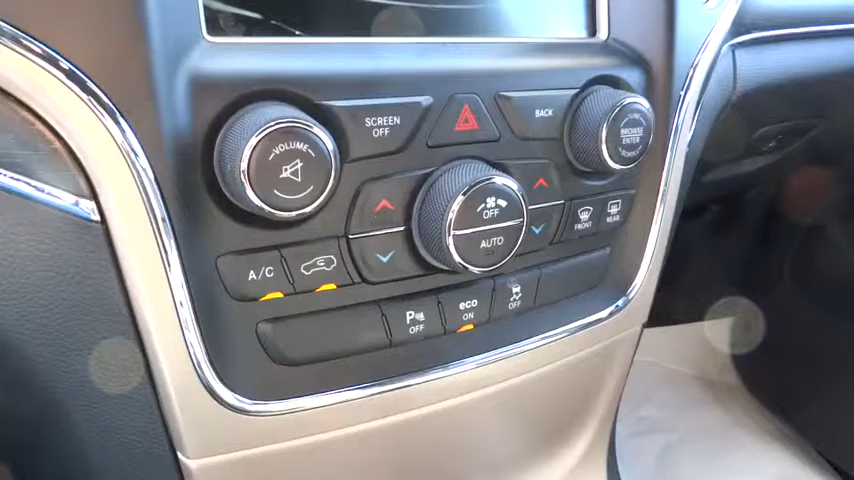 VOLUME
SCREEN
OFF
BACK
BROWSE
ENTER
OFF
AUTO
FRONT
REAR
A/C
P
OFF
eco
ON
OFF